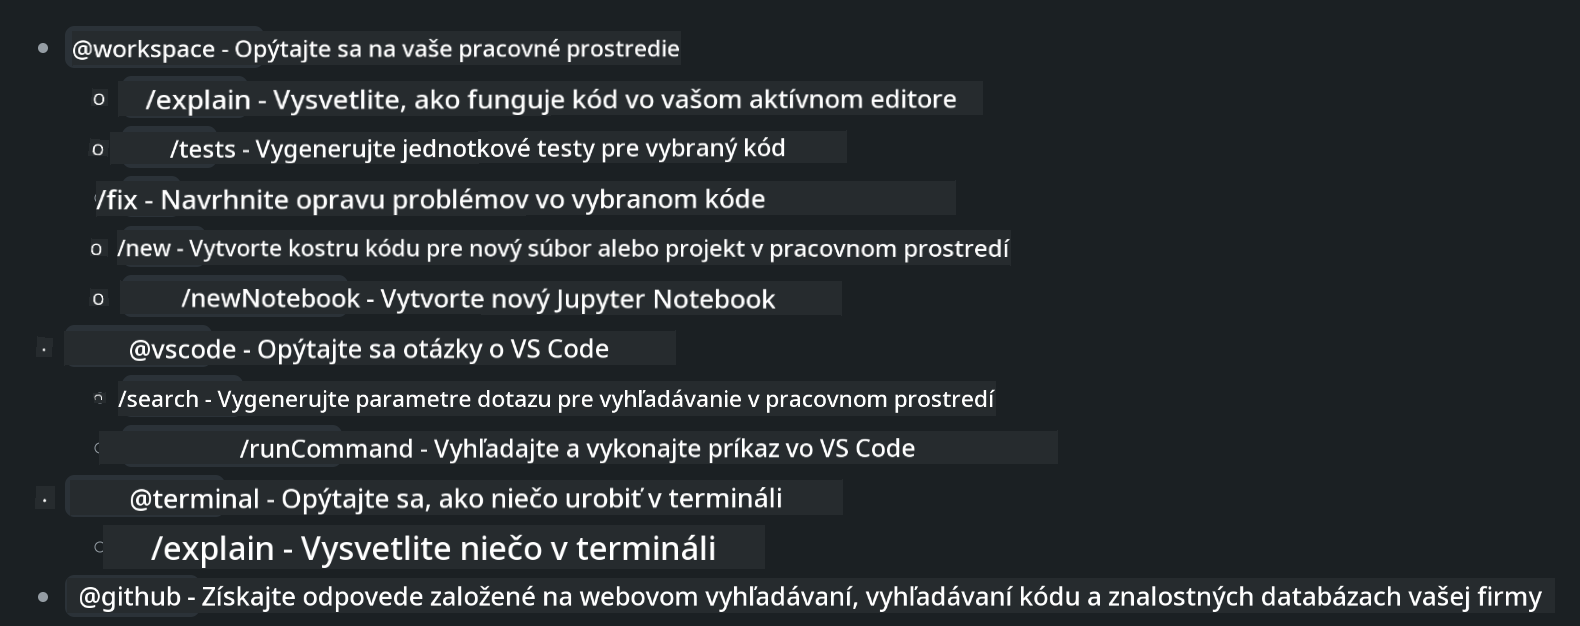 @workspace - Opýtajte sa na vaše pracovné prostredie
/explain - Vysvetlite, ako funguje kód vo vašom aktívnom editore
/tests - Vygenerujte jednotkové testy pre vybraný kód
/fix - Navrhnite opravu problémov vo vybranom kóde
/new - Vytvorte kostru kódu pre nový súbor alebo projekt v pracovnom prostredí
/newNotebook - Vytvorte nový Jupyter Notebook
@vscode - Opýtajte sa otázky o VS Code
/search - Vygenerujte parametre dotazu pre vyhľadávanie v pracovnom prostredí
/runCommand - Vyhľadajte a vykonajte príkaz vo VS Code
@terminal - Opýtajte sa, ako niečo urobiť v termináli
/explain - Vysvetlite niečo v termináli
@github - Získajte odpovede založené na webovom vyhľadávaní, vyhľadávaní kódu a znalostných databázach vašej firmy